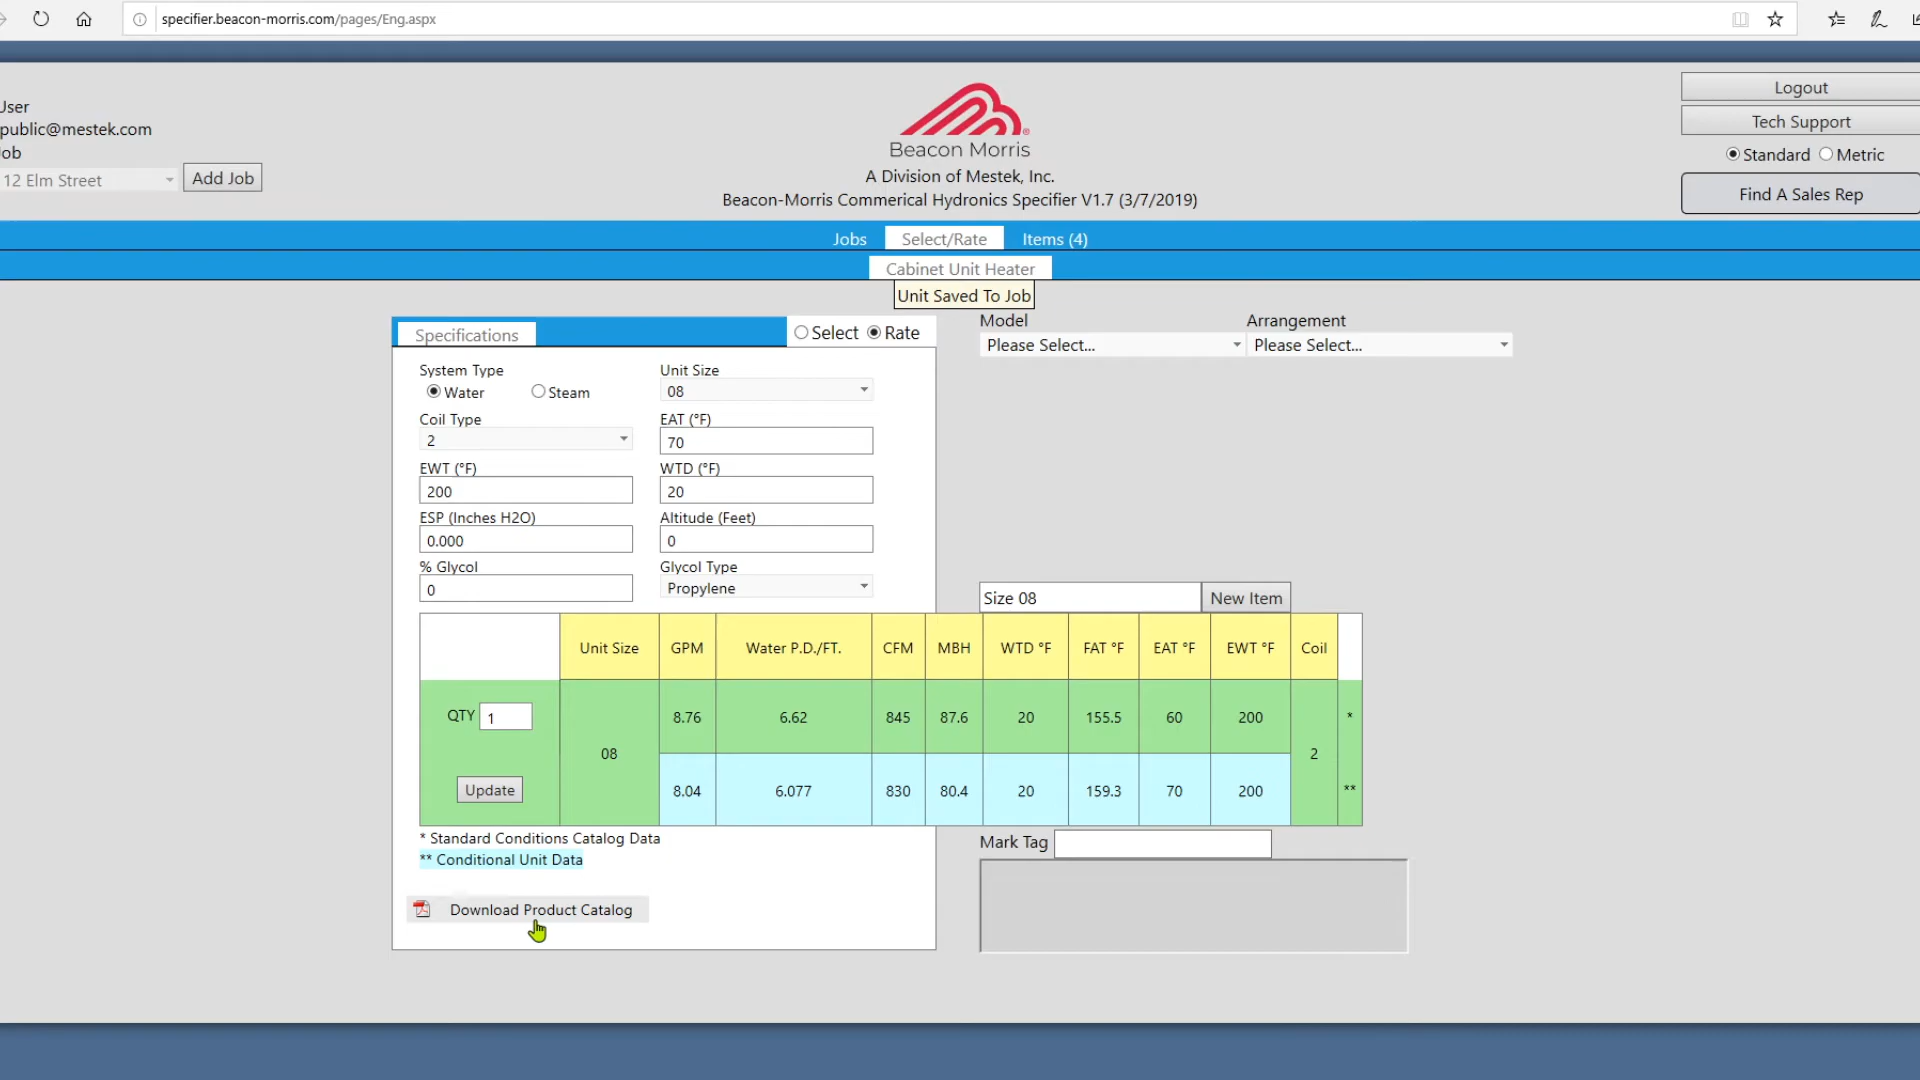 specifier.beacon-morris.com/pages/Eng.aspx
User
public@mestek.com
Job
12 Elm Street
Add Job
Beacon Morris
A Division of Mestek, Inc.
Beacon-Morris Commerical Hydronics Specifier V1.7 (3/7/2019)
Logout
Tech Support
Standard Metric
Find A Sales Rep
Jobs Select/Rate Items (4)
Cabinet Unit Heater
Unit Saved To Job
Specifications Select Rate
System Type
Water Steam
Unit Size
08
Coil Type
2
EAT (°F)
70
EWT (°F)
200
WTD (°F)
20
ESP (Inches H2O)
0.000
Altitude (Feet)
0
% Glycol
0
Glycol Type
Propylene
Model
Please Select...
Arrangement
Please Select...
Size 08 New Item
Unit Size GPM Water P.D./FT. CFM MBH WTD °F FAT °F EAT °F EWT °F Coil
QTY 1 8.76 6.62 845 87.6 20 155.5 60 200 *
08 2
Update 8.04 6.077 830 80.4 20 159.3 70 200 **
* Standard Conditions Catalog Data
** Conditional Unit Data
Mark Tag
Download Product Catalog